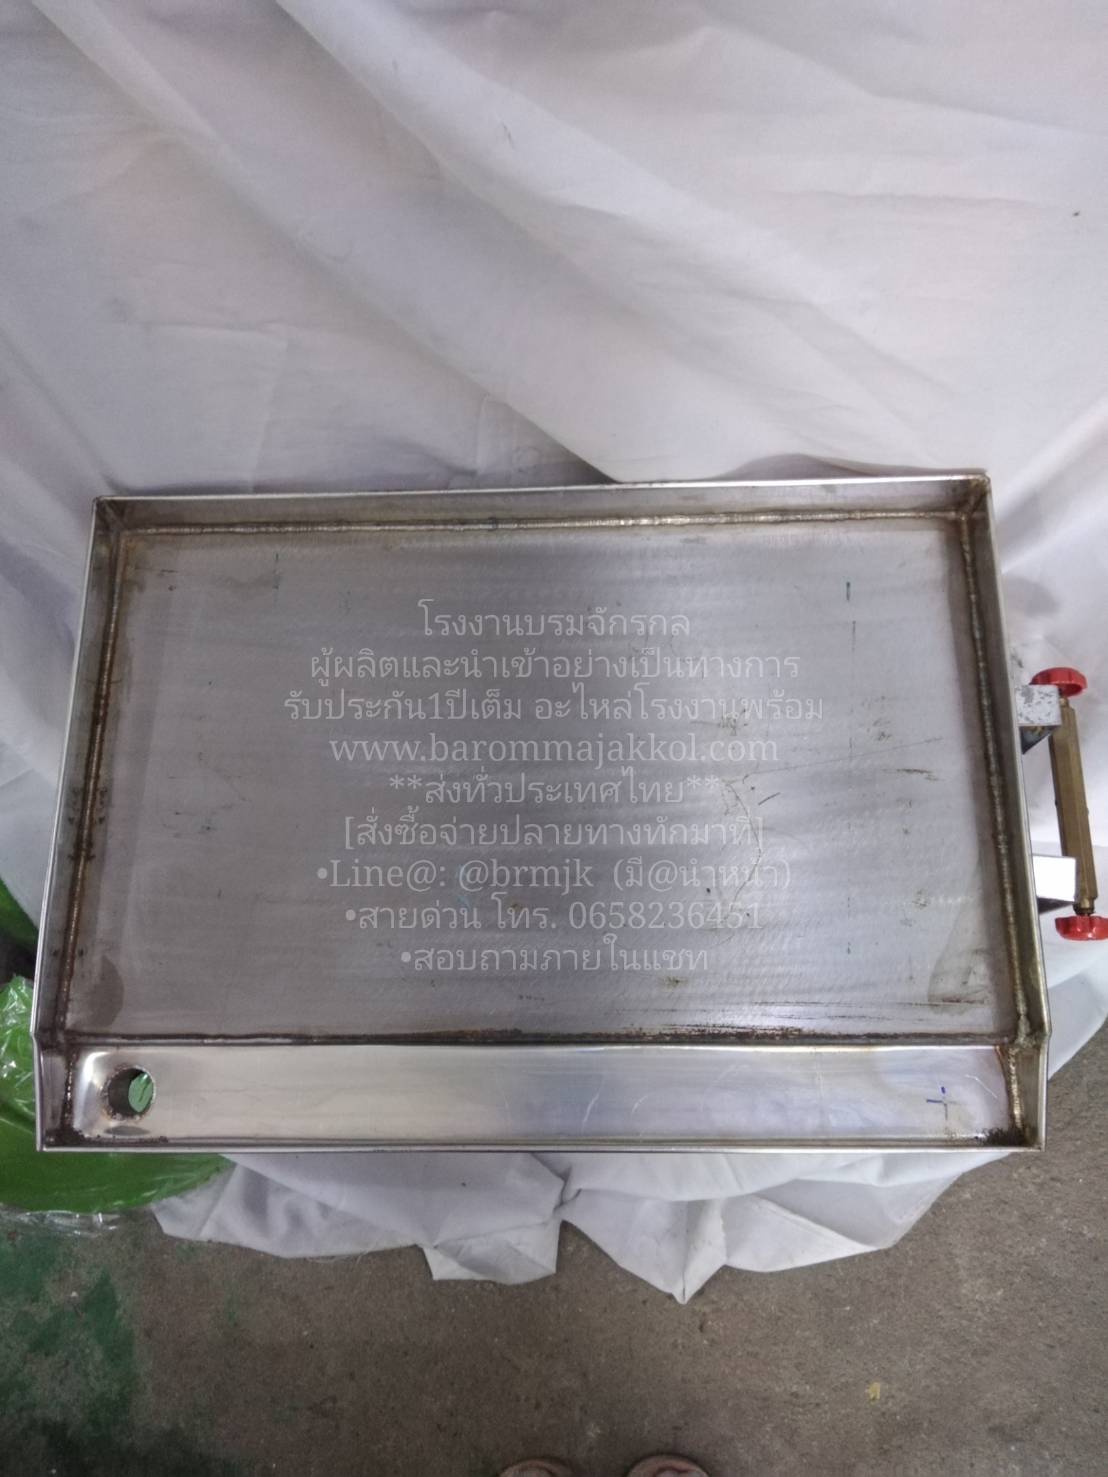 โรงงานบรมจักรกล
ผู้ผลิตและนำเข้าอย่างเป็นทางการ
รับประกัน1ปีเต็ม อะไหล่โรงงานพร้อม
www.barommajakkol.com
**ส่งทั่วประเทศไทย**
[สั่งซื้อจ่ายปลายทางทักมาที่]
•Line@: @brmjk (มี@นำหน้า)
•สายด่วน โทร. 0658236451
•สอบถามภายในแชท